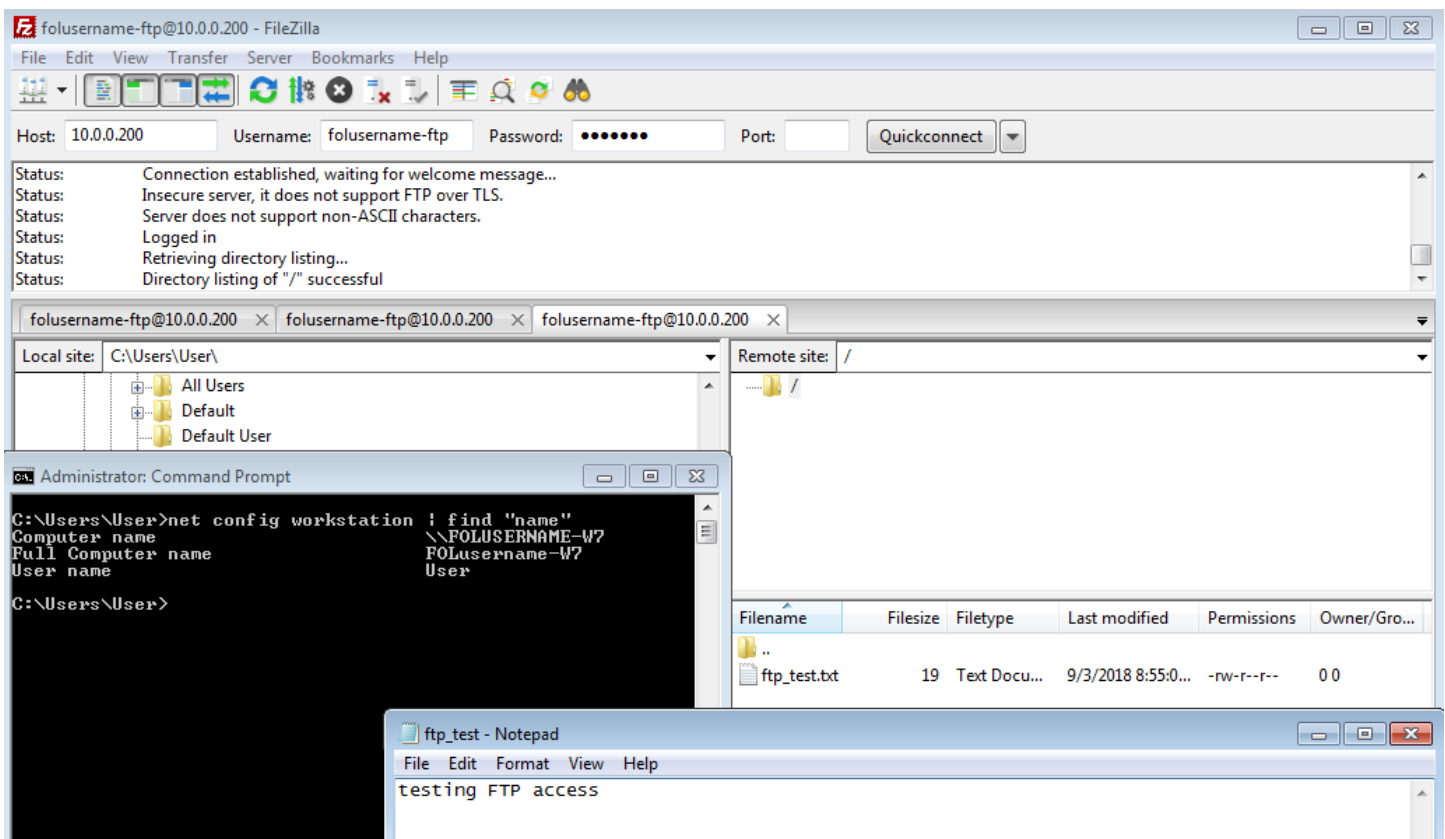 folusername-ftp@10.0.0.200 - FileZilla
File Edit View Transfer Server Bookmarks Help
Host: 10.0.0.200 Username: folusername-ftp Password: ●●●●●●● Port: Quickconnect
Status: Connection established, waiting for welcome message...
Status: Insecure server, it does not support FTP over TLS.
Status: Server does not support non-ASCII characters.
Status: Logged in
Status: Retrieving directory listing...
Status: Directory listing of "/" successful
folusername-ftp@10.0.0.200 folusername-ftp@10.0.0.200 folusername-ftp@10.0.0.200
Local site: C:\Users\User\
All Users
Default
Default User
Remote site: /
/
Administrator: Command Prompt
C:\Users\User>net config workstation | find "name"
Computer name \\FOLUSERNAME-W7
Full Computer name FOLusername-W7
User name User
C:\Users\User>
Filename Filesize Filetype Last modified Permissions Owner/Gro...
..
ftp_test.txt 19 Text Docu... 9/3/2018 8:55:0... -rw-r--r-- 0 0
ftp_test - Notepad
File Edit Format View Help
testing FTP access